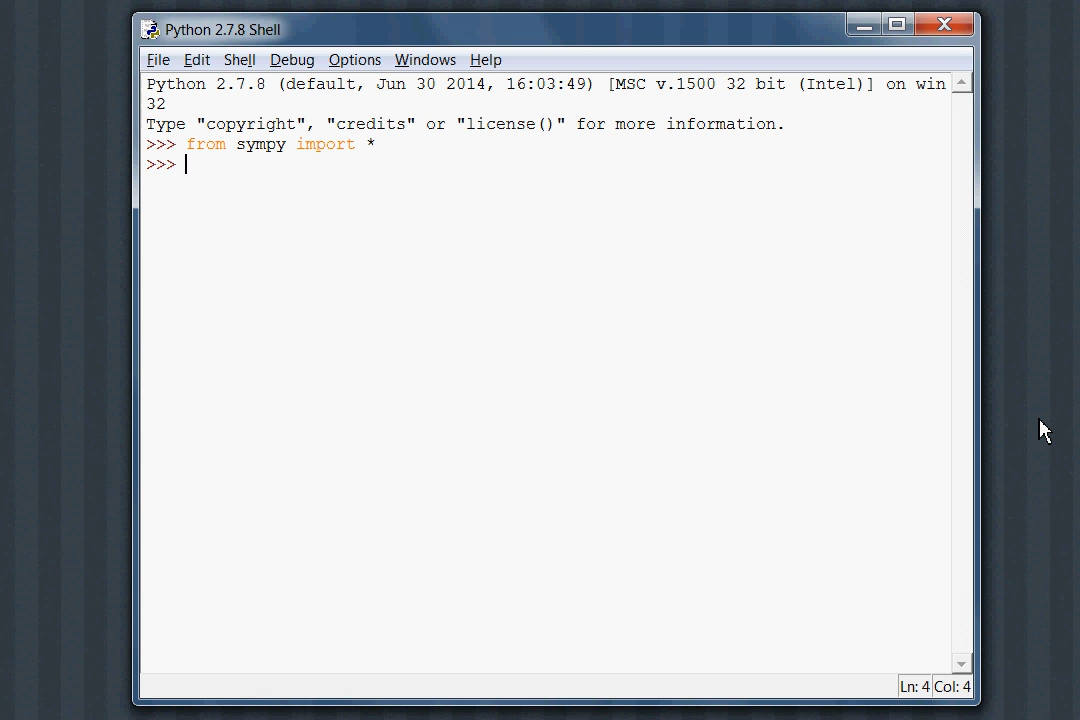 Python 2.7.8 Shell
File Edit Shell Debug Options Windows Help
Python 2.7.8 (default, Jun 30 2014, 16:03:49) [MSC v.1500 32 bit (Intel)] on win
32
Type "copyright", "credits" or "license()" for more information.
>>> from sympy import *
>>>
Ln: 4 Col: 4